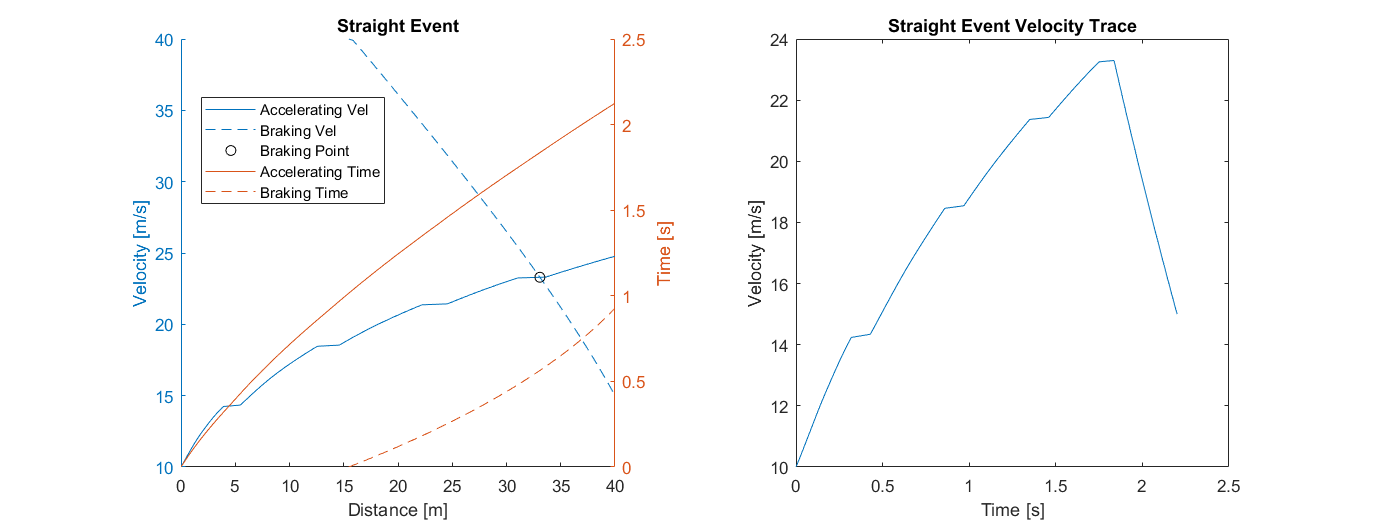 Straight Event
40
35
30
25
20
15
10
Velocity [m/s]
Accelerating Vel
Braking Vel
Braking Point
Accelerating Time
Braking Time
2.5
2
1.5
1
0.5
0
Time [s]
0 5 10 15 20 25 30 35 40
Distance [m]
Straight Event Velocity Trace
24
22
20
18
16
14
12
10
Velocity [m/s]
0 0.5 1 1.5 2 2.5
Time [s]